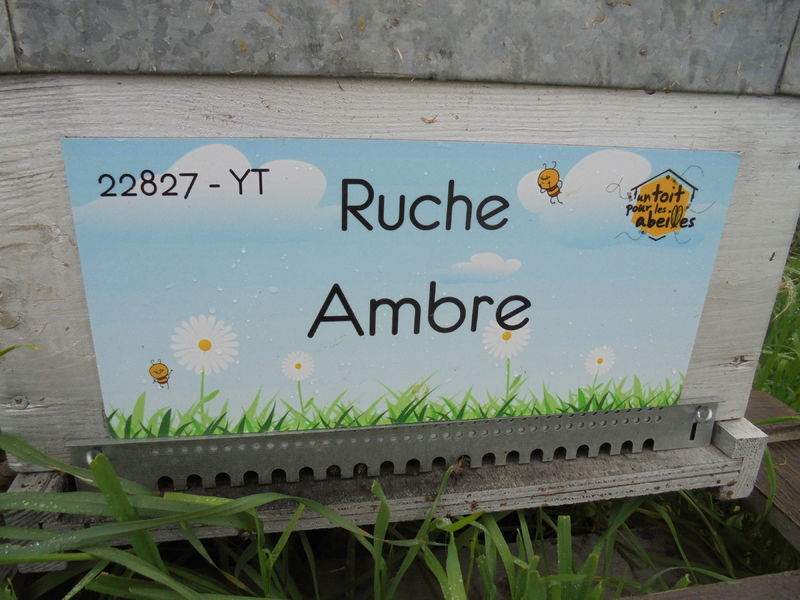 22827 - YT
Ruche
Ambre
un toit
pour les
abeilles